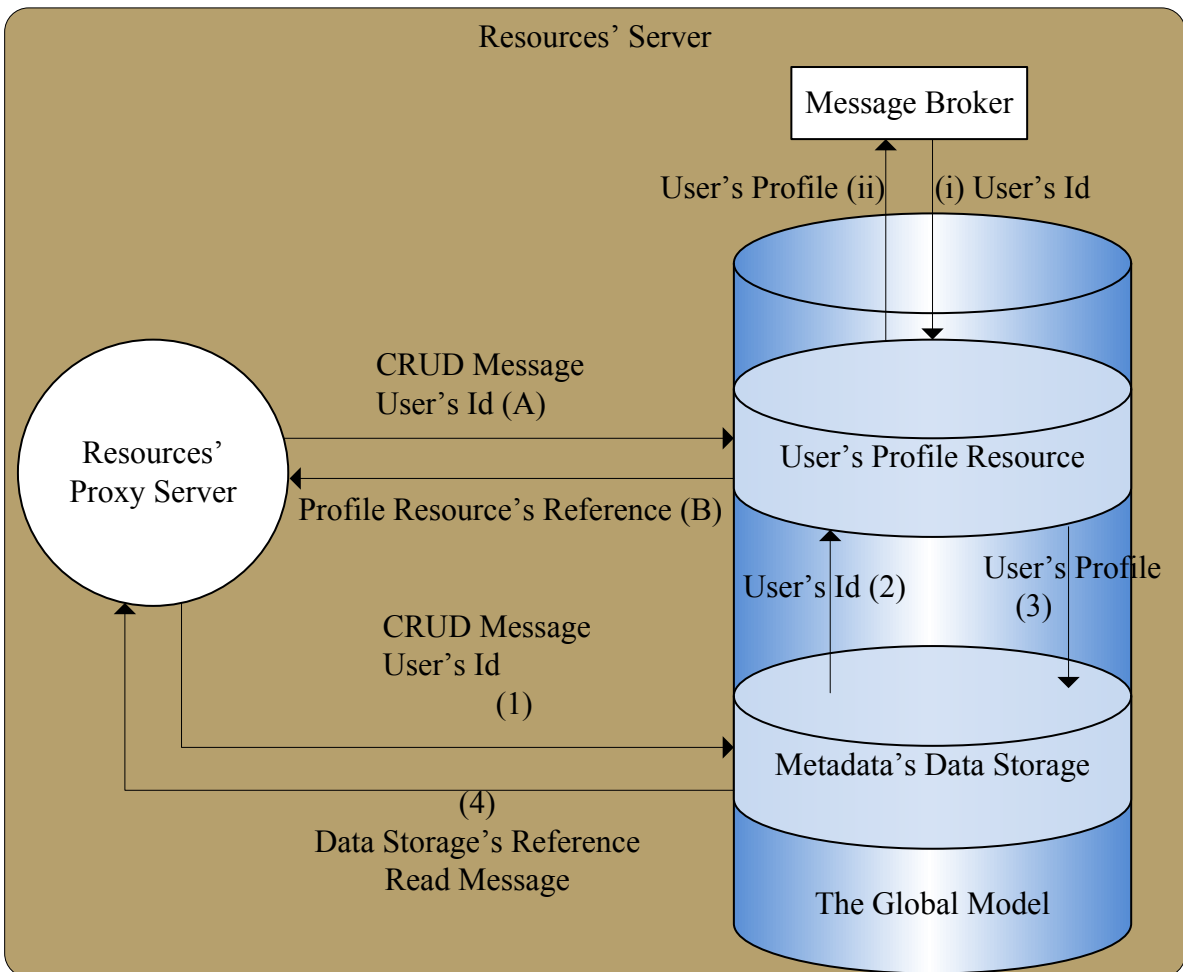 Resources’ Server
Message Broker
User’s Profile (ii)
(i) User’s Id
CRUD Message
User’s Id (A)
Resources’
Proxy Server
User’s Profile Resource
Profile Resource’s Reference (B)
User’s Id (2)
User’s Profile
(3)
CRUD Message
User’s Id
(1)
Metadada’s Data Storage
(4)
Data Storage’s Reference
Read Message
The Global Model